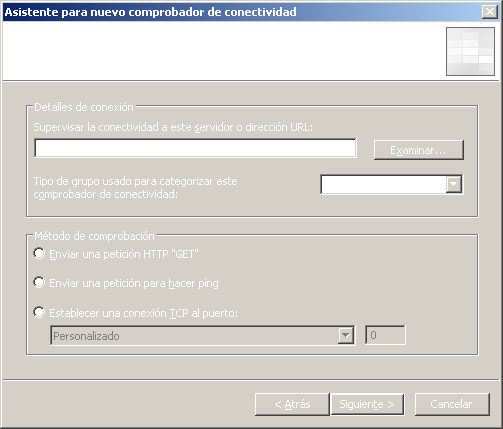 Asistente para nuevo comprobador de conectividad
Detalles de conexión
Supervisar la conectividad a este servidor o dirección URL:
Examinar...
Tipo de grupo usado para categorizar este
comprobador de conectividad:
Método de comprobación
Enviar una petición HTTP "GET"
Enviar una petición para hacer ping
Establecer una conexión TCP al puerto:
Personalizado 0
< Atrás Siguiente > Cancelar